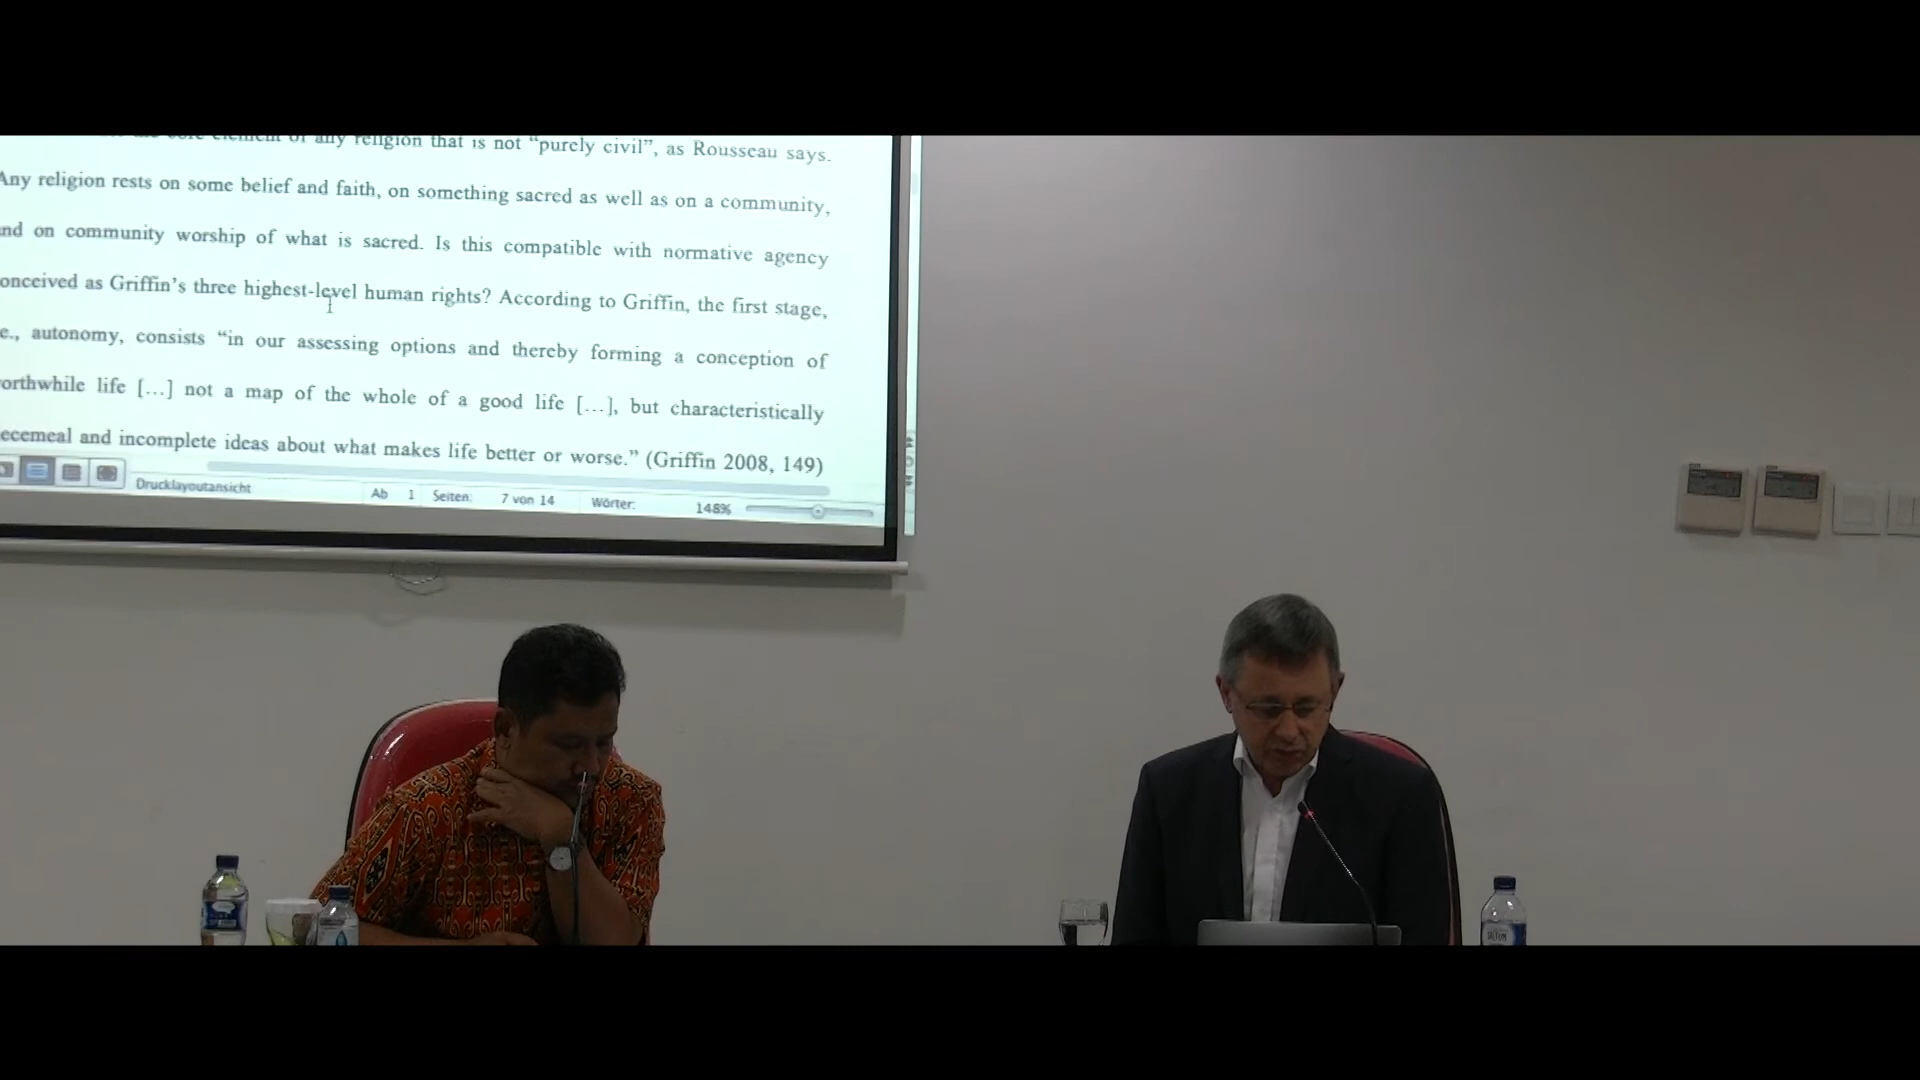 the core element of any religion that is not “purely civil”, as Rousseau says.
Any religion rests on some belief and faith, on something sacred as well as on a community,
nd on community worship of what is sacred. Is this compatible with normative agency
onceived as Griffin’s three highest-level human rights? According to Griffin, the first stage,
e., autonomy, consists “in our assessing options and thereby forming a conception of
orthwhile life […] not a map of the whole of a good life […], but characteristically
ecemeal and incomplete ideas about what makes life better or worse.” (Griffin 2008, 149)
Drucklayoutansicht Ab 1 Seiten: 7 von 14 Wörter: 148%